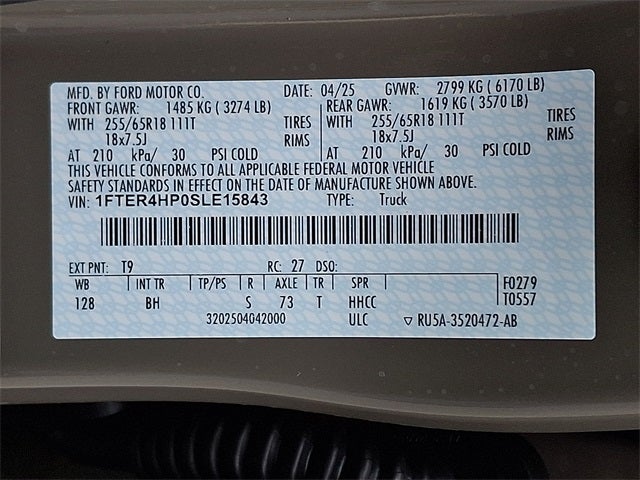 MFD. BY FORD MOTOR CO. DATE: 04/25 GVWR: 2799 KG (6170 LB)
FRONT GAWR: 1485 KG (3274 LB) REAR GAWR: 1619 KG (3570 LB)
WITH 255/65R18 111T TIRES WITH 255/65R18 111T TIRES
18x7.5J RIMS 18x7.5J RIMS
AT 210 kPa/ 30 PSI COLD AT 210 kPa/ 30 PSI COLD
THIS VEHICLE CONFORMS TO ALL APPLICABLE FEDERAL MOTOR VEHICLE
SAFETY STANDARDS IN EFFECT ON THE DATE OF MANUFACTURE SHOWN ABOVE.
VIN: 1FTER4HP0SLE15843 TYPE: Truck
EXT PNT: T9 RC: 27 DSO:
WB INT TR TP/PS R AXLE TR SPR F0279
128 BH S 73 T HHCC T0557
3202504042000 ULC ▽ RU5A-3520472-AB